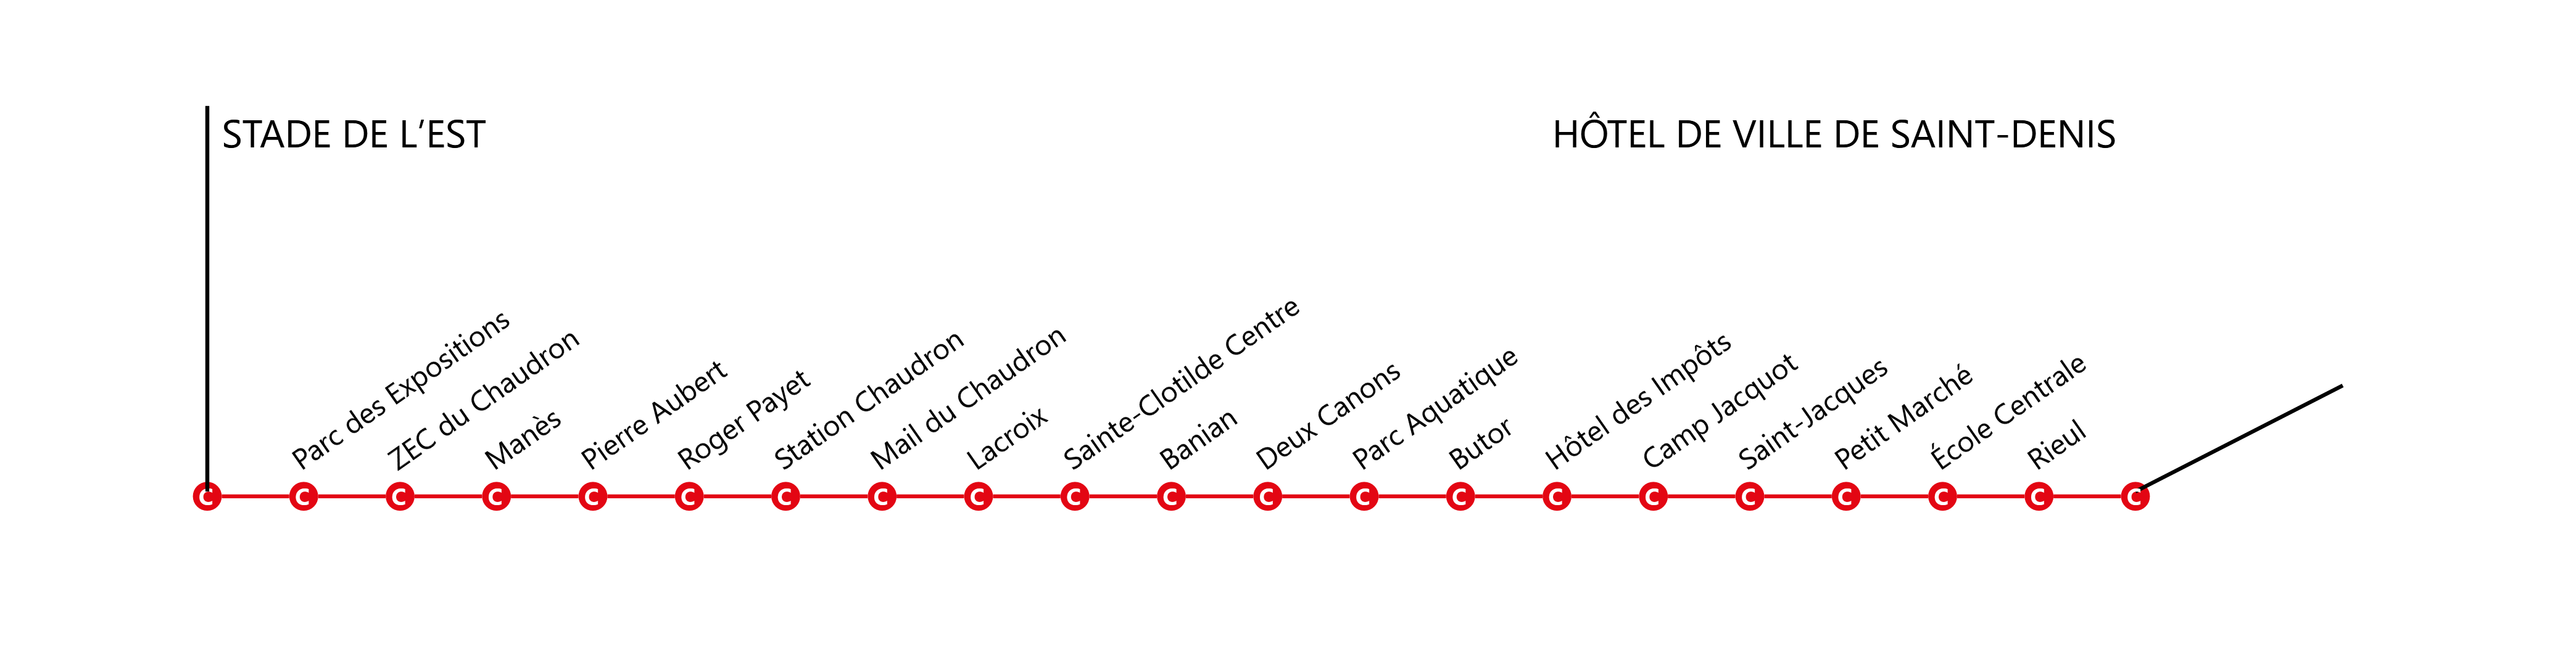 STADE DE L’EST
HÔTEL DE VILLE DE SAINT-DENIS
Parc des Expositions
ZEC du Chaudron
Manès
Pierre Aubert
Roger Payet
Station Chaudron
Mail du Chaudron
Lacroix
Sainte-Clotilde Centre
Banian
Deux Canons
Parc Aquatique
Butor
Hôtel des Impôts
Camp Jacquot
Saint-Jacques
Petit Marché
École Centrale
Rieul
C C C C C C C C C C C C C C C C C C C C C